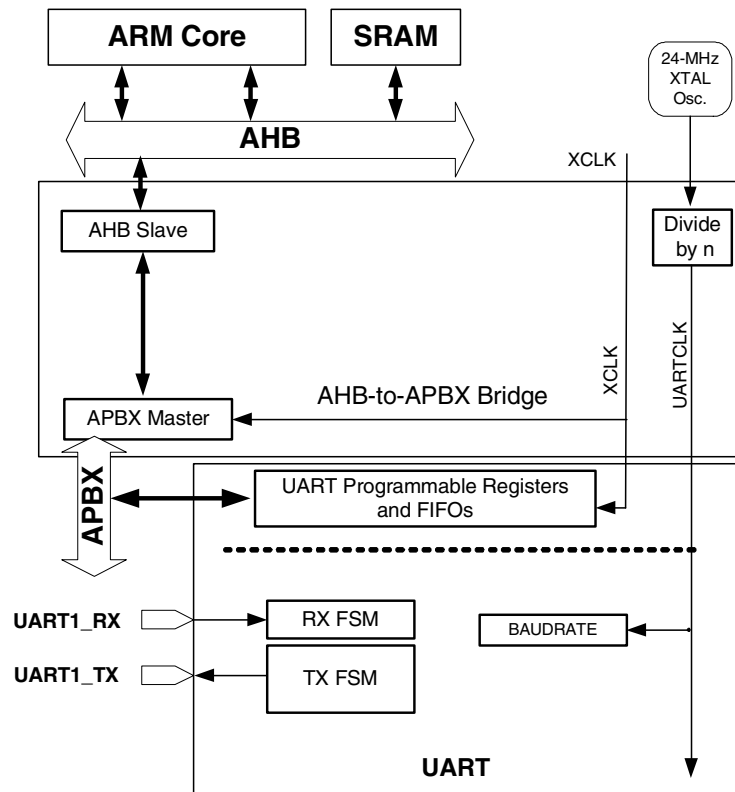 ARM Core
SRAM
24-MHz
XTAL
Osc.
AHB
XCLK
AHB Slave
Divide
by n
XCLK
UARTCLK
AHB-to-APBX Bridge
APBX Master
APBX
UART Programmable Registers
and FIFOs
UART1_RX
RX FSM
BAUDRATE
UART1_TX
TX FSM
UART